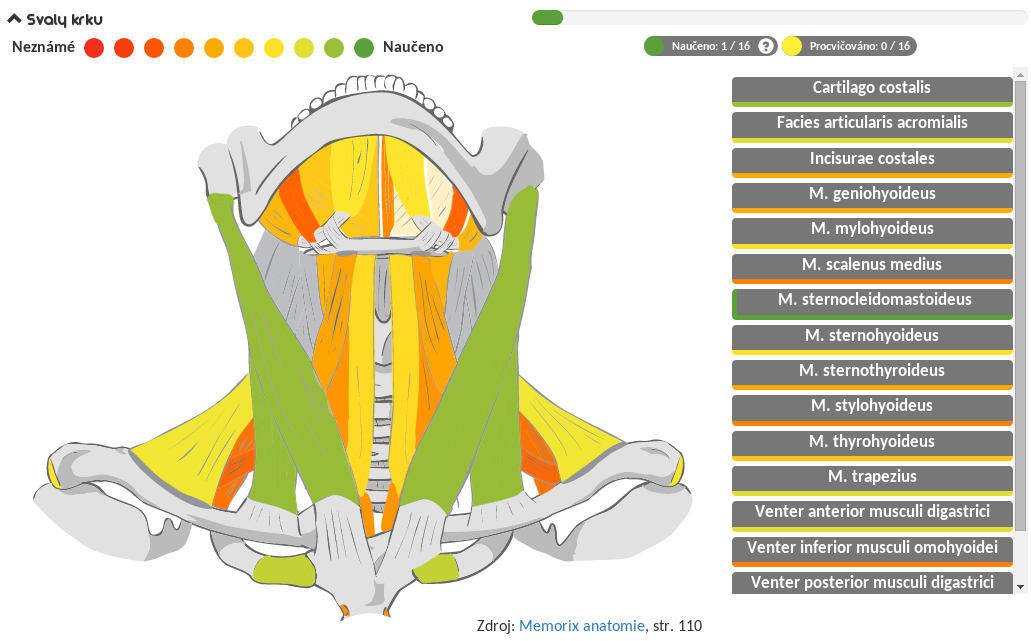 Svaly krku
Neznámé
Naučeno
Naučeno: 1 / 16 ?
Procvičováno: 0 / 16
Cartilago costalis
Facies articularis acromialis
Incisurae costales
M. geniohyoideus
M. mylohyoideus
M. scalenus medius
M. sternocleidomastoideus
M. sternohyoideus
M. sternothyroideus
M. stylohyoideus
M. thyrohyoideus
M. trapezius
Venter anterior musculi digastrici
Venter inferior musculi omohyoidei
Venter posterior musculi digastrici
Zdroj: Memorix anatomie, str. 110